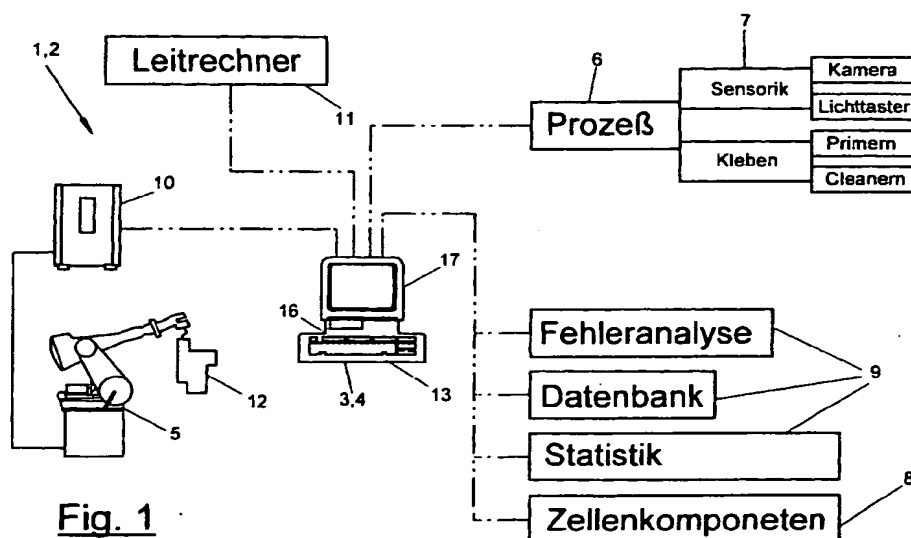 1,2
Leitrechner
11
7
6
Sensorik
Kamera
Lichttaster
Prozeß
Kleben
Primern
Cleanern
10
17
16
3,4
13
12
5
Fehleranalyse
Datenbank
9
Statistik
8
Zellenkomponeten
Fig. 1